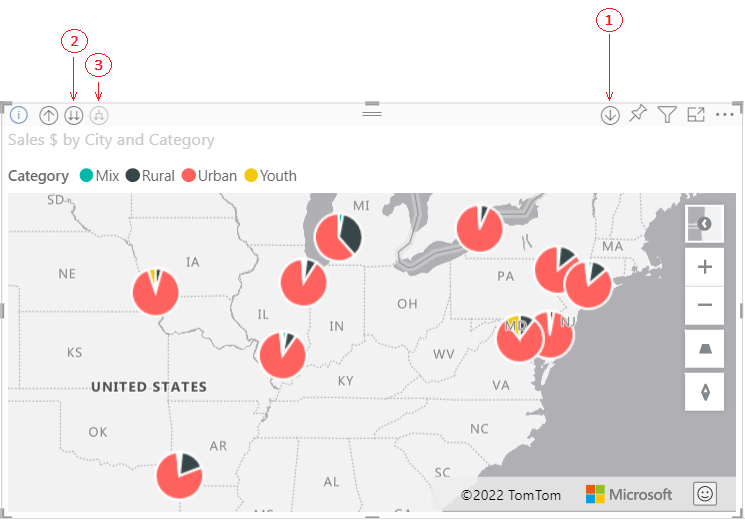 1
2
3
i
Sales $ by City and Category
Category Mix Rural Urban Youth
SD MI
MA
NE IA PA
OH
IL IN MD NJ
KS WV
KY VA
UNITED STATES
OK NC
AR
SC
AL
MS GA
©2022 TomTom Microsoft